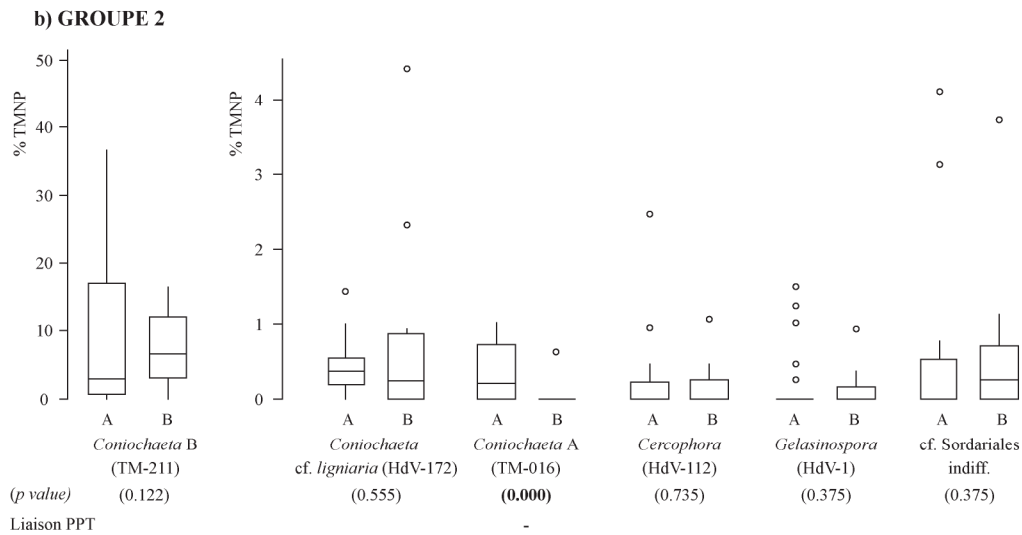 b) GROUPE 2
% TMNP
50
40
30
20
10
0
% TMNP
4
3
2
1
0
A B A B A B A B A B A B
Coniochaeta B Coniochaeta Coniochaeta A Cercophora Gelasinospora cf. Sordariales
(TM-211) cf. ligniaria (HdV-172) (TM-016) (HdV-112) (HdV-1) indiff.
(p value) (0.122) (0.555) (0.000) (0.735) (0.375) (0.375)
Liaison PPT -